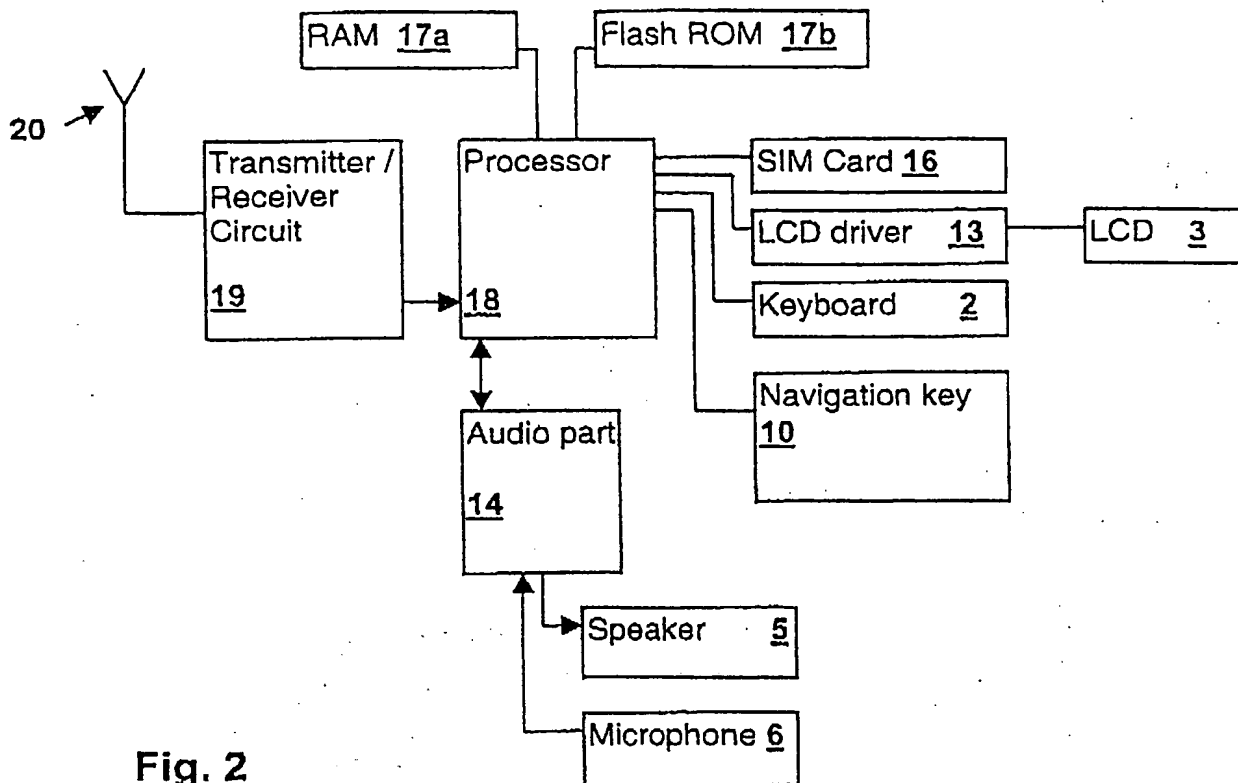 RAM 17a
Flash ROM 17b
20
Transmitter /
Receiver
Circuit
19
Processor
18
SIM Card 16
LCD driver 13
LCD 3
Keyboard 2
Navigation key
10
Audio part
14
Speaker 5
Microphone 6
Fig. 2